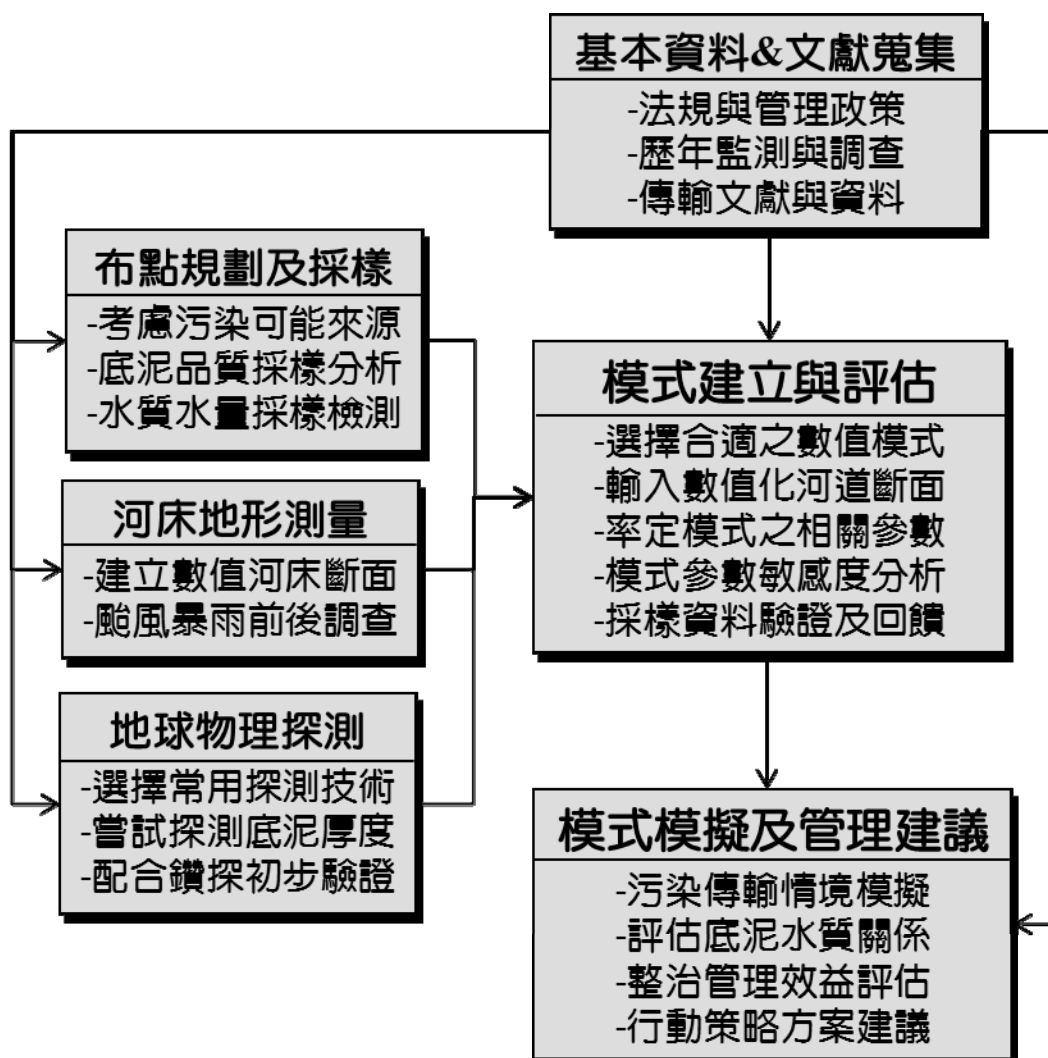 基本資料&文獻蒐集
-法規與管理政策
-歷年監測與調查
-傳輸文獻與資料
布點規劃及採樣
-考慮污染可能來源
-底泥品質採樣分析
-水質水量採樣檢測
河床地形測量
-建立數值河床斷面
-颱風暴雨前後調查
地球物理探測
-選擇常用探測技術
-嘗試探測底泥厚度
-配合鑽探初步驗證
模式建立與評估
-選擇合適之數值模式
-輸入數值化河道斷面
-率定模式之相關參數
-模式參數敏感度分析
-採樣資料驗證及回饋
模式模擬及管理建議
-污染傳輸情境模擬
-評估底泥水質關係
-整治管理效益評估
-行動策略方案建議